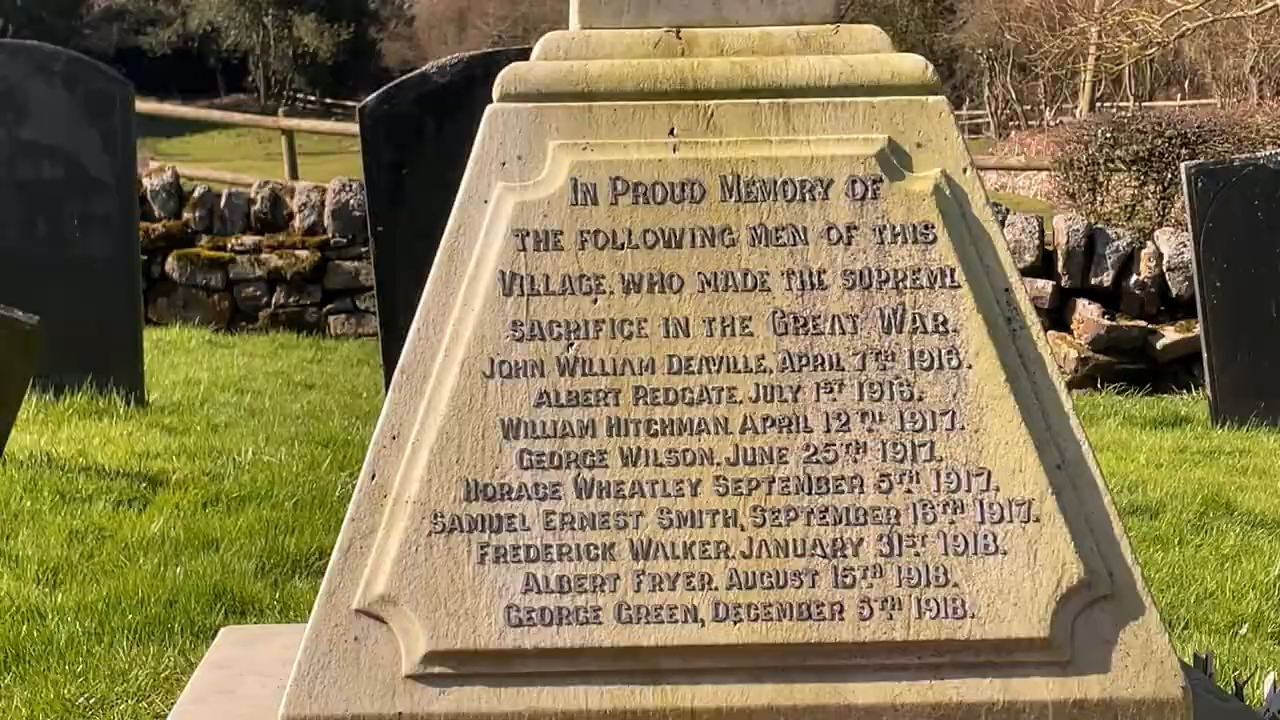 In Proud Memory of
the following men of this
Village, who made the supreme
sacrifice in the Great War.
John William Deaville, April 7th 1916.
Albert Redgate, July 1st 1916.
William Hitchman, April 12th 1917.
George Wilson, June 25th 1917.
Horace Wheatley September 5th 1917.
Samuel Ernest Smith, September 16th 1917.
Frederick Walker, January 31st 1918.
Albert Fryer, August 15th 1918.
George Green, December 5th 1918.